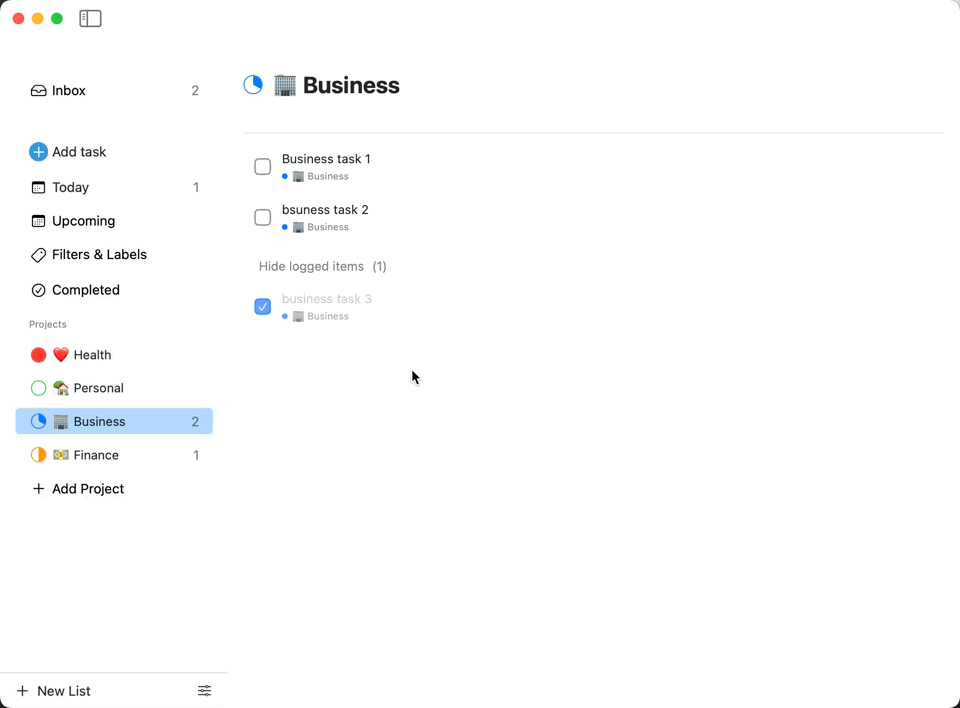 Inbox 2
Add task
Today 1
Upcoming
Filters & Labels
Completed
Projects
Health
Personal
Business 2
Finance 1
Add Project
New List
Business
Business task 1
Business
bsuness task 2
Business
Hide logged items (1)
business task 3
Business